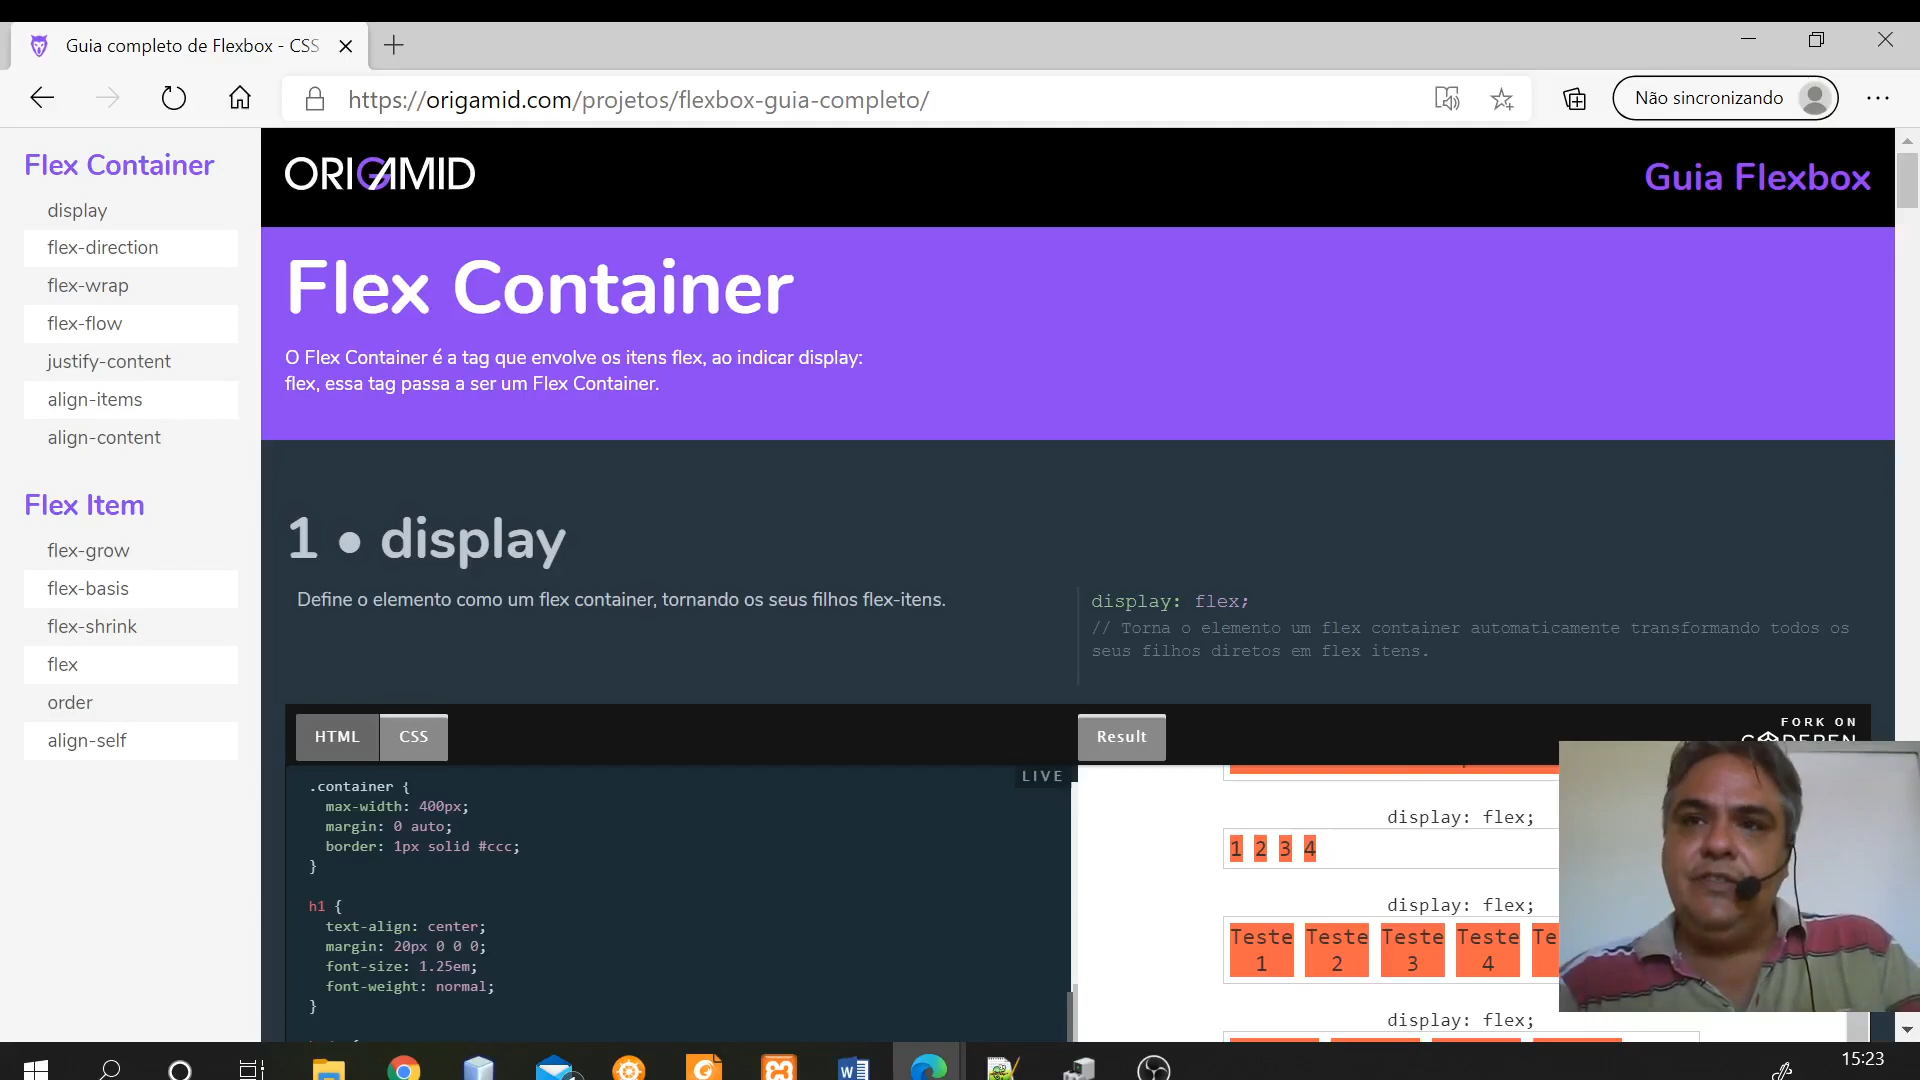 Guia completo de Flexbox - CSS
https://origamid.com/projetos/flexbox-guia-completo/
Não sincronizando
Flex Container
display
flex-direction
flex-wrap
flex-flow
justify-content
align-items
align-content
Flex Item
flex-grow
flex-basis
flex-shrink
flex
order
align-self
ORIGAMID
Guia Flexbox
Flex Container
O Flex Container é a tag que envolve os itens flex, ao indicar display:
flex, essa tag passa a ser um Flex Container.
1 • display
Define o elemento como um flex container, tornando os seus filhos flex-itens.
display: flex;
// Torna o elemento um flex container automaticamente transformando todos os
seus filhos diretos em flex itens.
HTML
CSS
Result
FORK ON
CODEPEN
LIVE
.container {
max-width: 400px;
margin: 0 auto;
border: 1px solid #ccc;
}
h1 {
text-align: center;
margin: 20px 0 0 0;
font-size: 1.25em;
font-weight: normal;
}
display: flex;
1 2 3 4
display: flex;
Teste Teste Teste Teste Te
1 2 3 4
display: flex;
15:23